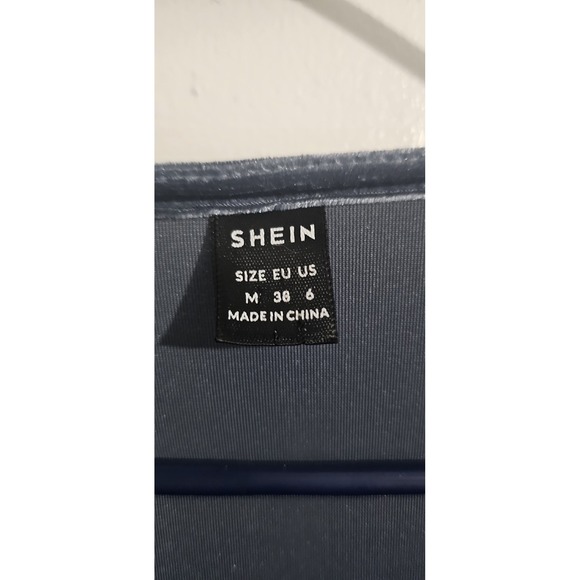 SHEIN
SIZE EU US
M 38 6
MADE IN CHINA